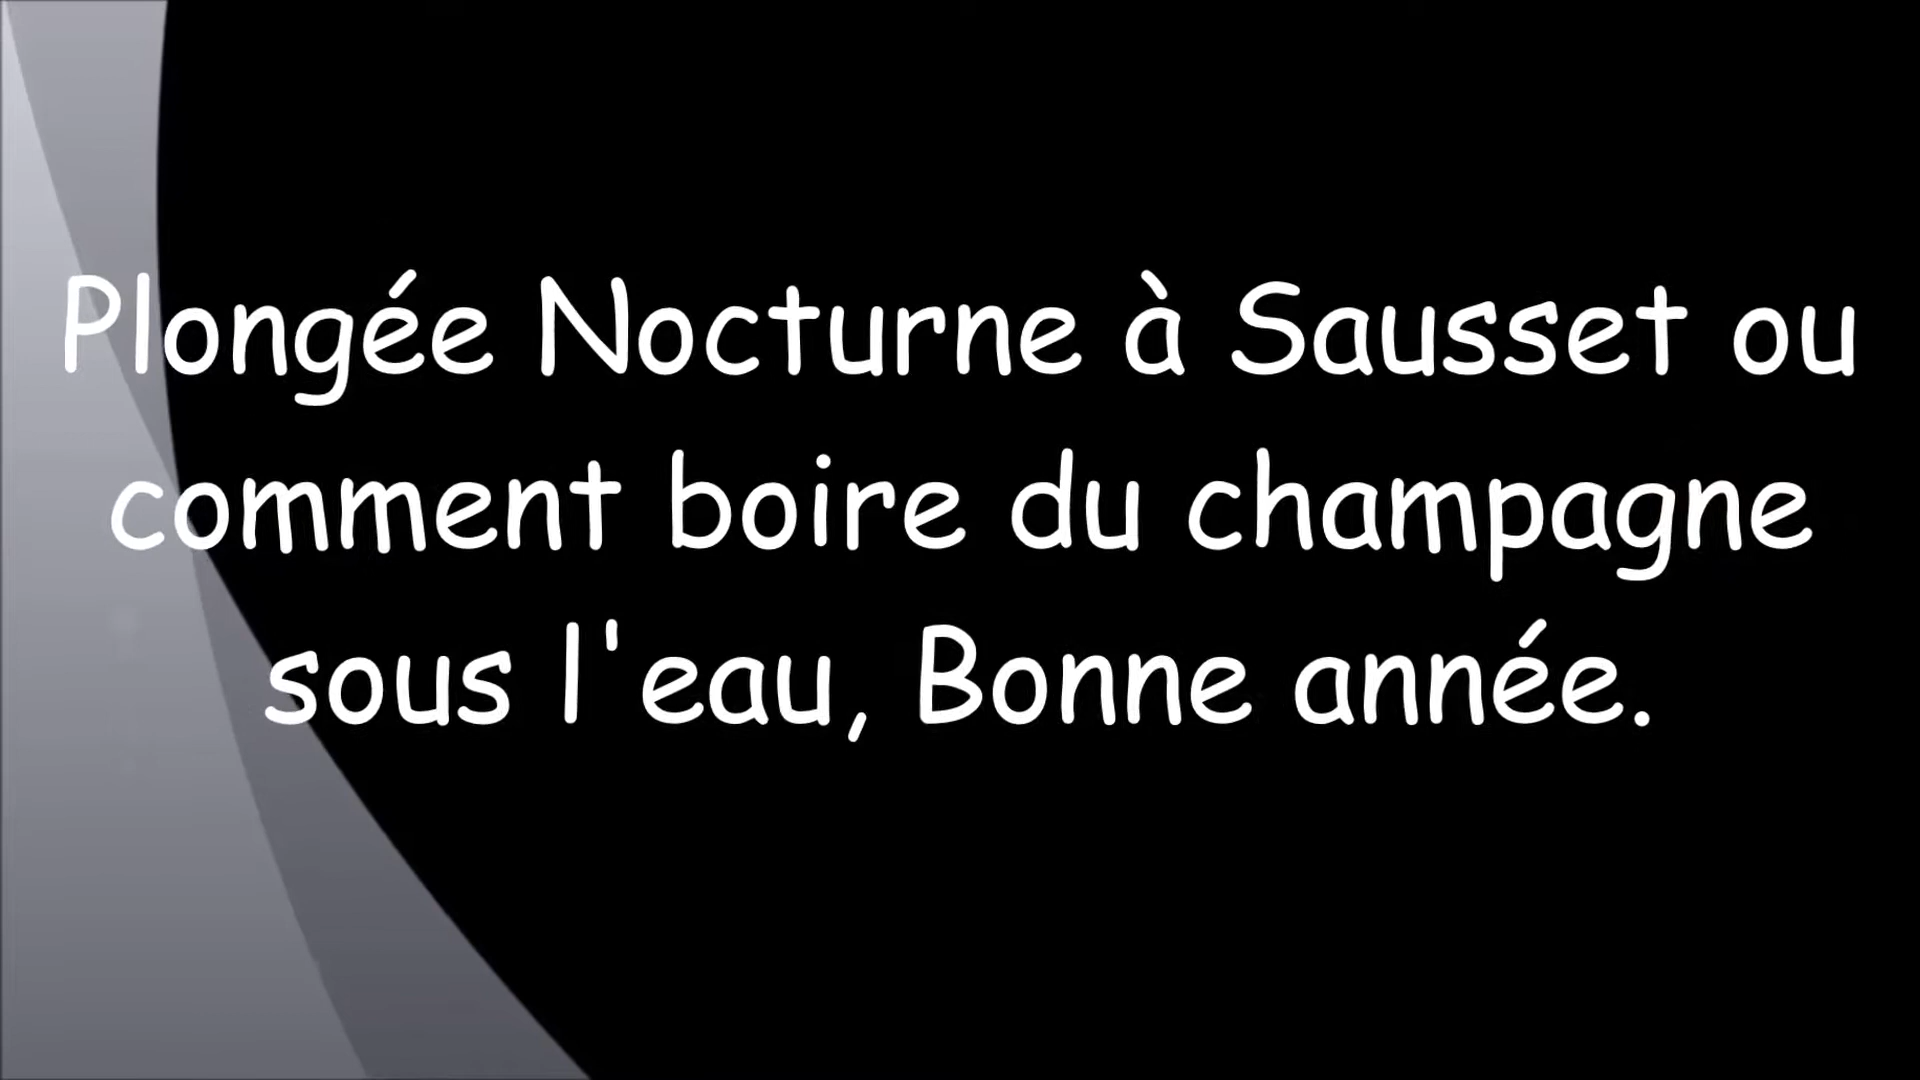 Plongée Nocturne à Sausset ou
comment boire du champagne
sous l'eau, Bonne année.